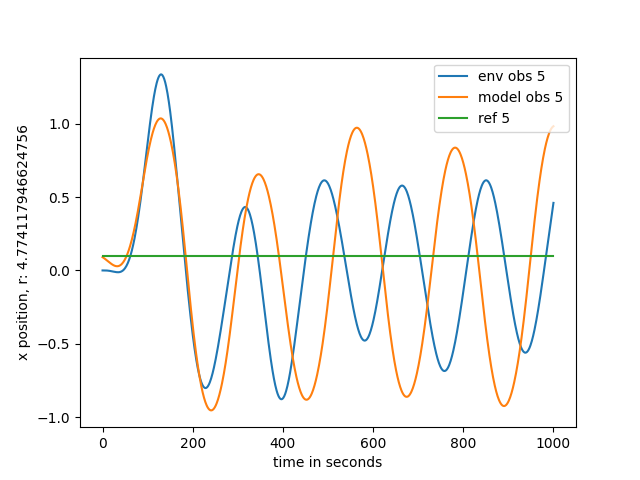 env obs 5
model obs 5
ref 5
x position, r: 4.774117946624756
1.0
0.5
0.0
−0.5
−1.0
0 200 400 600 800 1000
time in seconds